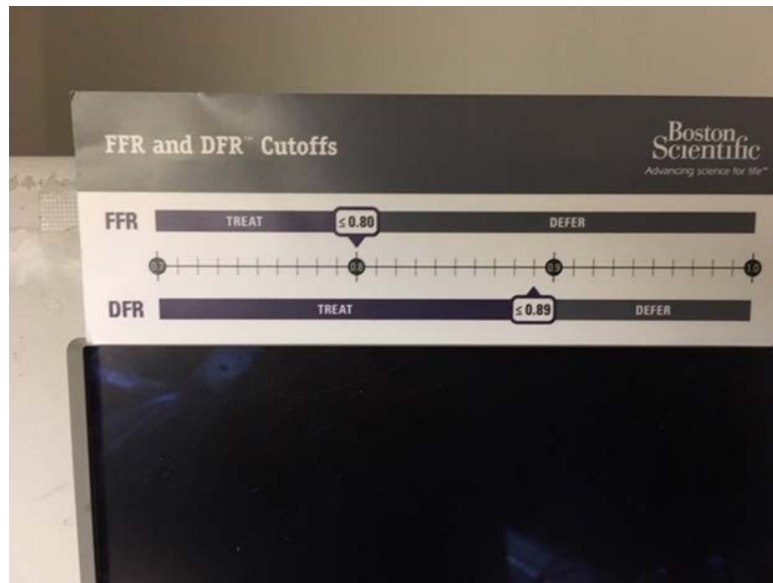 FFR and DFR™ Cutoffs
Boston
Scientific
Advancing science for life™
FFR
TREAT
≤ 0.80
DEFER
0.7
0.8
0.9
1.0
DFR
TREAT
≤ 0.89
DEFER